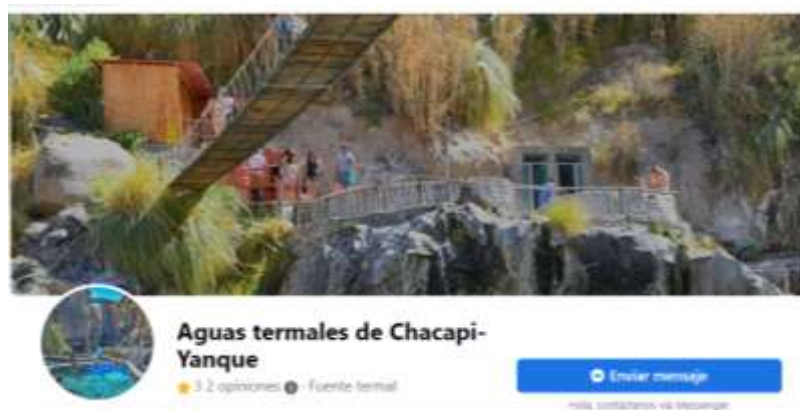 Aguas termales de Chacapi-
Yanque
3 2 opiniones · Fuente termal
Enviar mensaje
Hola, contáctanos vía Messenger